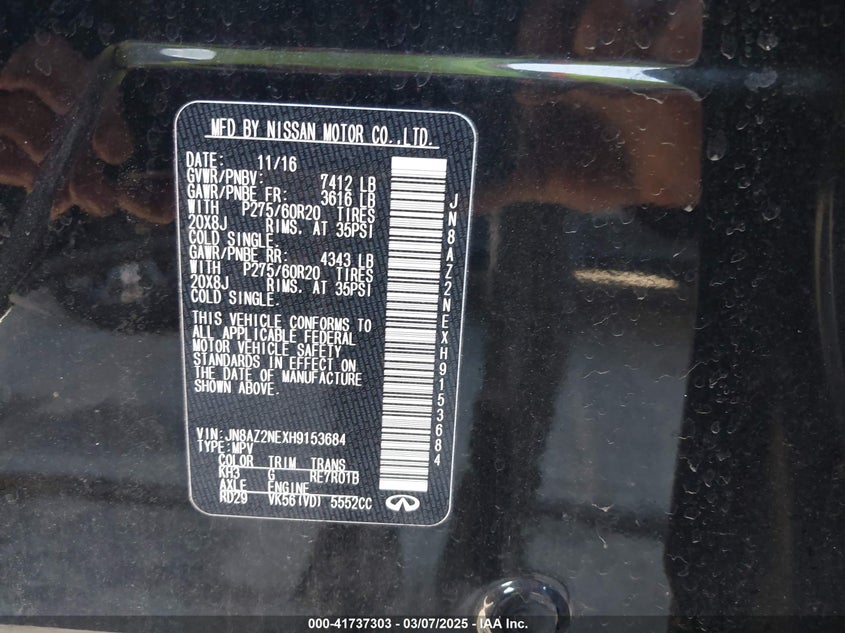 MFD BY NISSAN MOTOR CO.,LTD.
DATE: 11/16
GVWR/PNBV: 7412 LB
GAWR/PNBE FR: 3616 LB
WITH P275/60R20 TIRES
20X8J RIMS. AT 35PSI
COLD SINGLE.
GAWR/PNBE RR: 4343 LB
WITH P275/60R20 TIRES
20X8J RIMS. AT 35PSI
COLD SINGLE.
THIS VEHICLE CONFORMS TO
ALL APPLICABLE FEDERAL
MOTOR VEHICLE SAFETY
STANDARDS IN EFFECT ON
THE DATE OF MANUFACTURE
SHOWN ABOVE.
VIN:JN8AZ2NEXH9153684
TYPE:MPV
COLOR TRIM TRANS
KH3 G RE7R01B
AXLE ENGINE
RD29 VK56(VD) 5552CC
JN8AZ2NEXH9153684
000-41737303 - 03/07/2025 - IAA Inc.